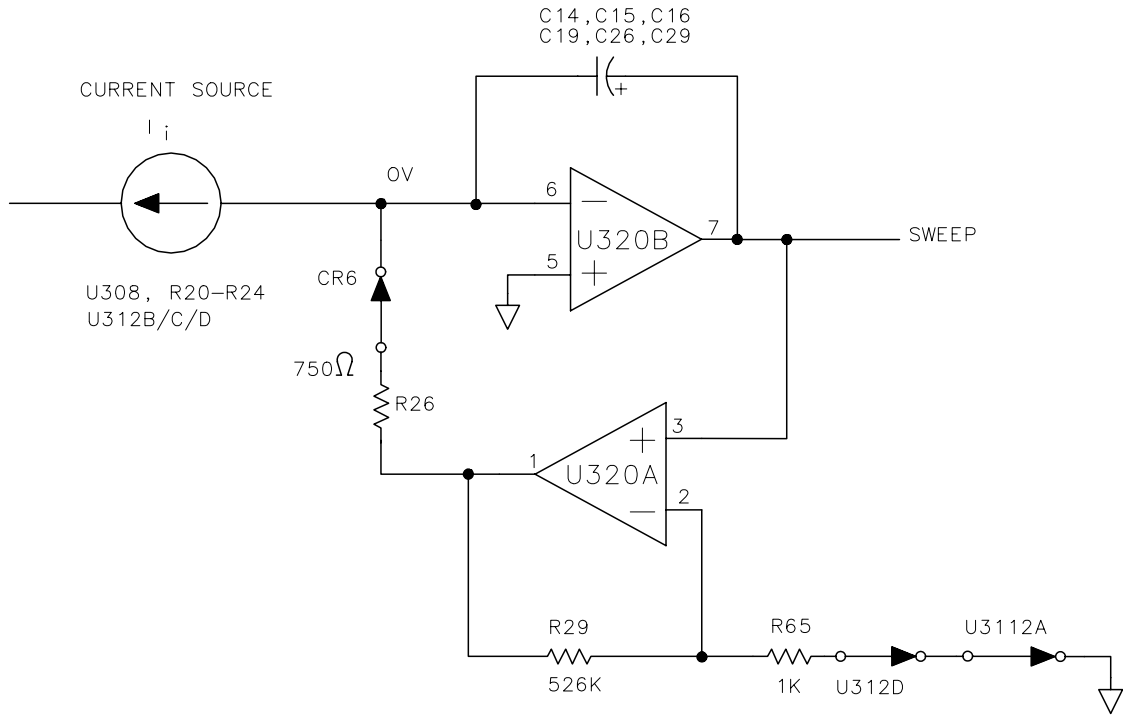 C14,C15,C16
C19,C26,C29
+
CURRENT SOURCE
I i
0V
6
−
U320B
7
SWEEP
5
+
CR6
U308, R20−R24
U312B/C/D
750Ω
R26
3
+
1
U320A
2
−
R29
R65
U3112A
526K
1K
U312D